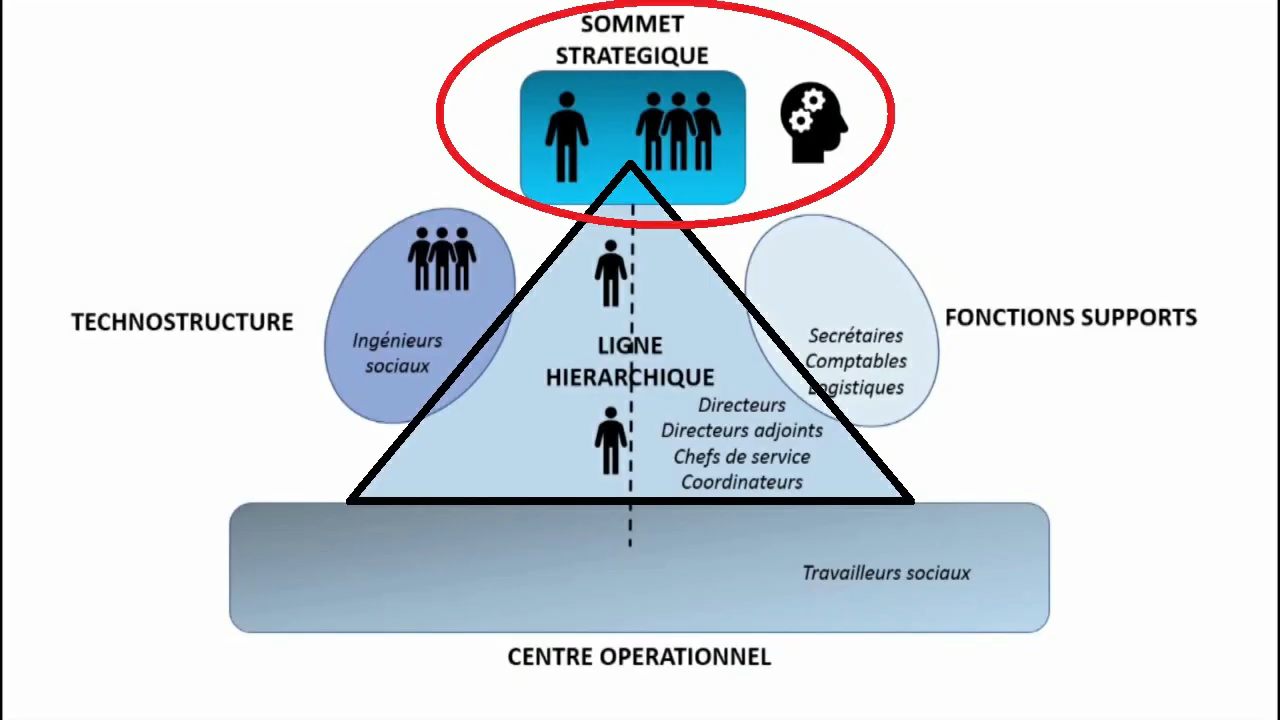 SOMMET
STRATEGIQUE
TECHNOSTRUCTURE
Ingénieurs
sociaux
LIGNE
HIERARCHIQUE
Directeurs
Directeurs adjoints
Chefs de service
Coordinateurs
Secrétaires
Comptables
Logistiques
FONCTIONS SUPPORTS
Travailleurs sociaux
CENTRE OPERATIONNEL